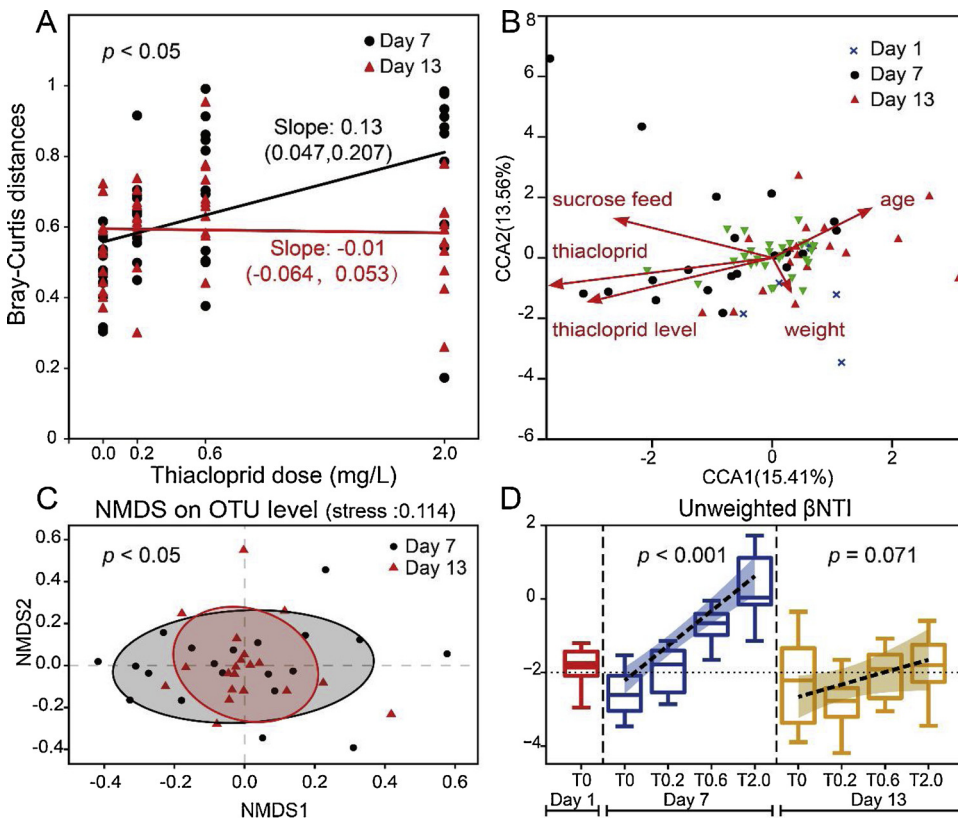 A
p < 0.05
Day 7
Day 13
Slope: 0.13
(0.047,0.207)
Slope: -0.01
(-0.064, 0.053)
Bray-Curtis distances
1
0.8
0.6
0.4
0.2
0
0.0
0.2
0.6
2.0
Thiacloprid dose (mg/L)
B
Day 1
Day 7
Day 13
CCA2(13.56%)
8
6
4
2
0
-2
-4
-6
sucrose feed
age
thiacloprid
thiacloprid level
weight
-2
0
2
CCA1(15.41%)
C
NMDS on OTU level (stress :0.114)
p < 0.05
Day 7
Day 13
NMDS2
0.4
0.2
0.0
-0.2
-0.4
-0.6
-0.4
-0.2
0.0
0.2
0.4
0.6
NMDS1
D
Unweighted βNTI
p < 0.001
p = 0.071
2
0
-2
-4
T0
T0
T0.2
T0.6
T2.0
T0
T0.2
T0.6
T2.0
Day 1
Day 7
Day 13